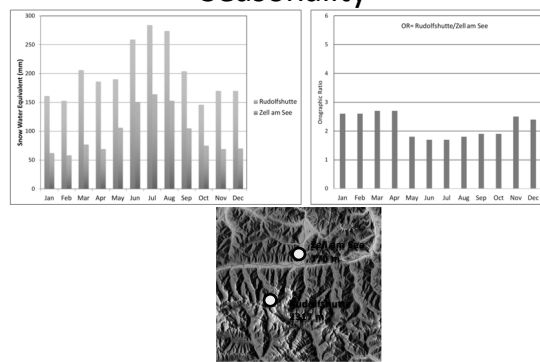 Seasonality
300
250
200
150
100
50
0
Snow Water Equivalent (mm)
Jan Feb Mar Apr May Jun Jul Aug Sep Oct Nov Dec
Rudolfshutte
Zell am See
OR= Rudolfshutte/Zell am See
6
5
4
3
2
1
0
Orographic Ratio
Jan Feb Mar Apr May Jun Jul Aug Sep Oct Nov Dec
Zell am See
Rudolfshutte